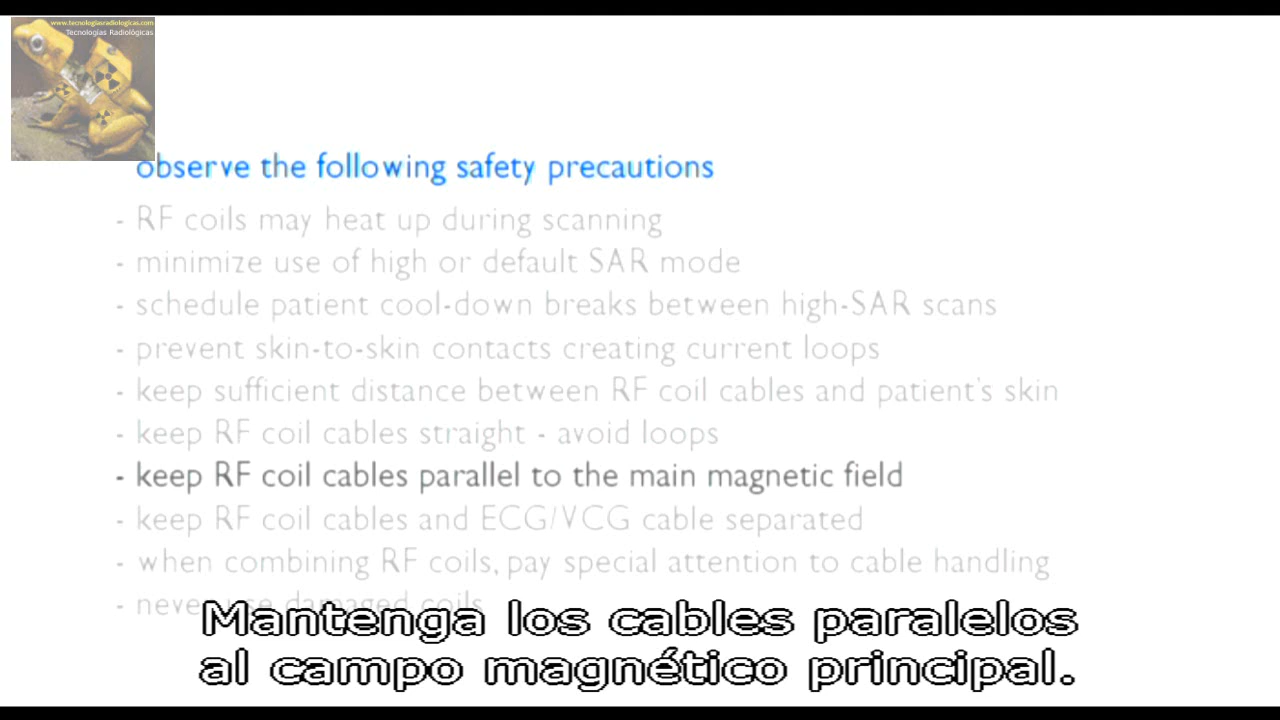 www.tecnologiasradiologicas.com
Tecnologías Radiológicas
observe the following safety precautions
- RF coils may heat up during scanning
- minimize use of high or default SAR mode
- schedule patient cool-down breaks between high-SAR scans
- prevent skin-to-skin contacts creating current loops
- keep sufficient distance between RF coil cables and patient's skin
- keep RF coil cables straight - avoid loops
- keep RF coil cables parallel to the main magnetic field
- keep RF coil cables and ECG/VCG cable separated
- when combining RF coils, pay special attention to cable handling
- never use damaged coils
Mantenga los cables paralelos
al campo magnético principal.